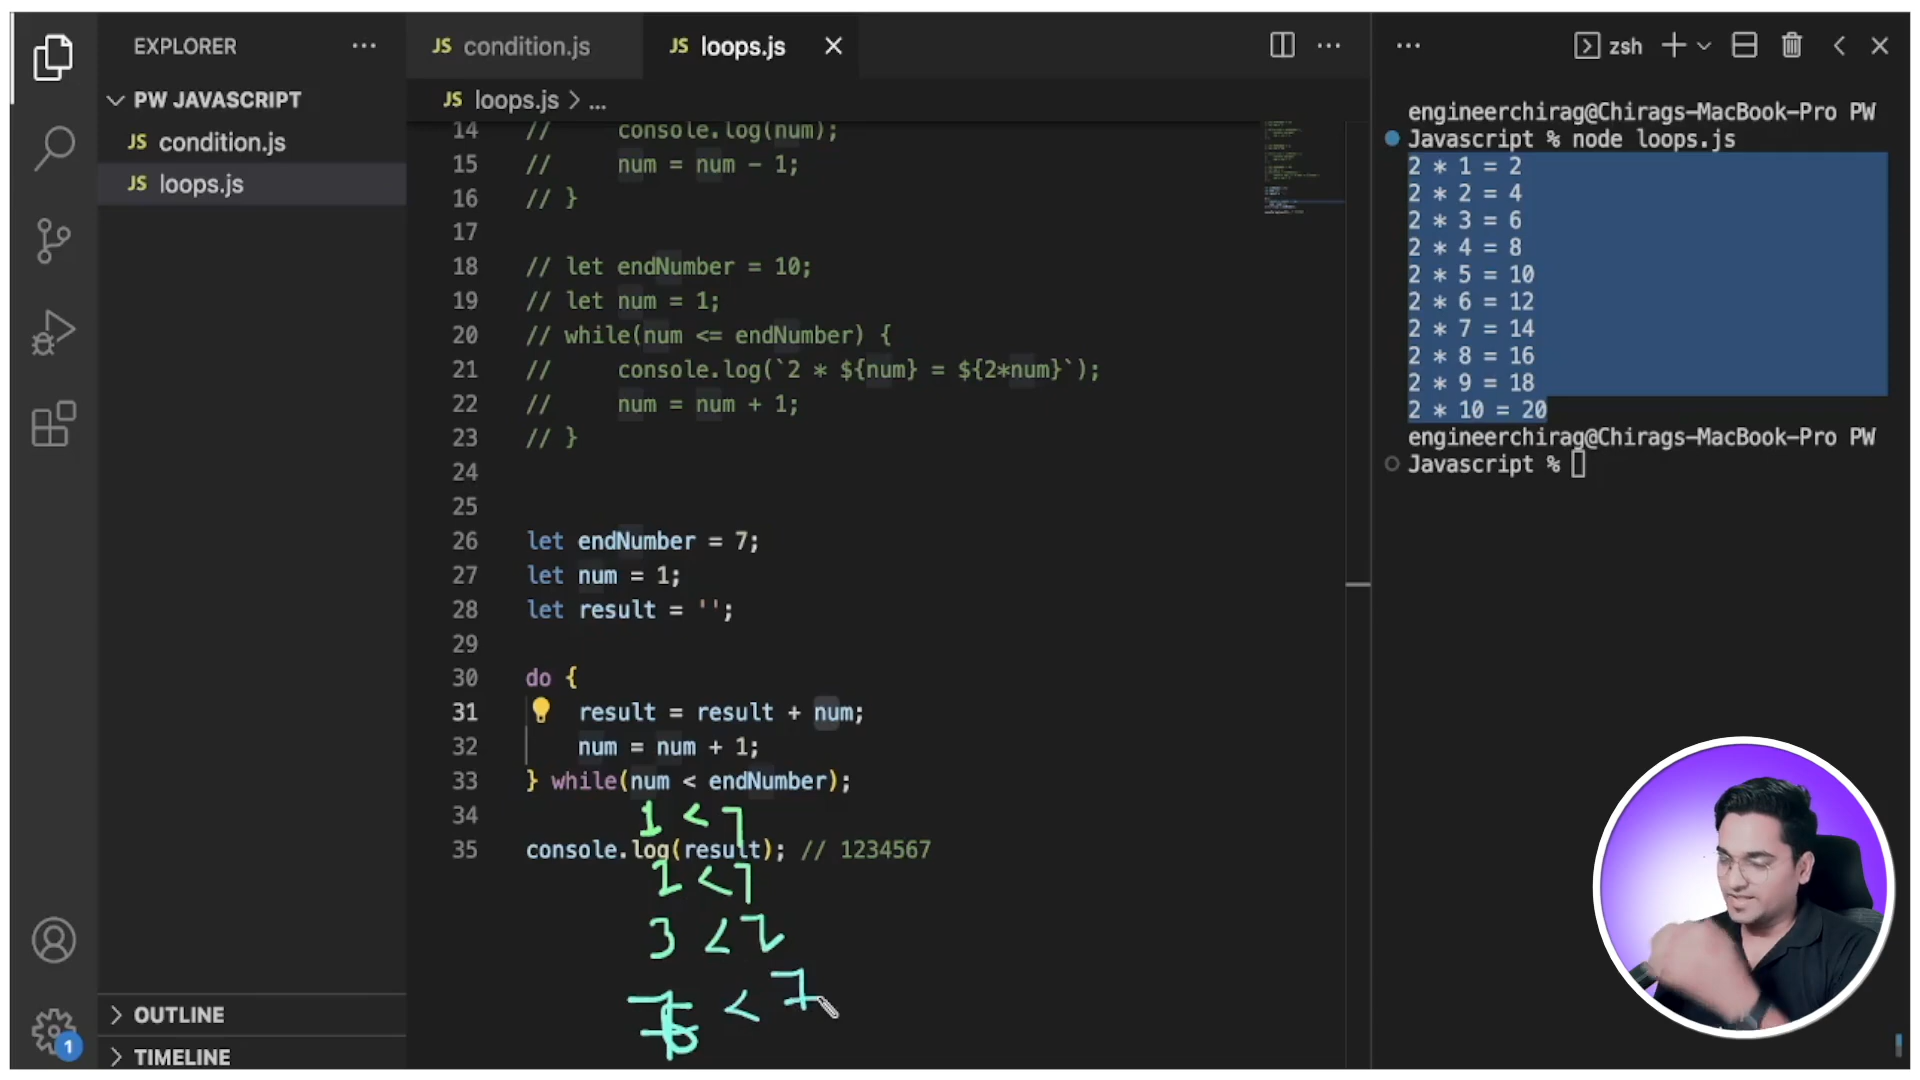 EXPLORER
PW JAVASCRIPT
JS condition.js
JS loops.js
OUTLINE
TIMELINE
1
JS condition.js
JS loops.js
JS loops.js > ...
14 //     console.log(num);
15 //     num = num - 1;
16 // }
17
18 // let endNumber = 10;
19 // let num = 1;
20 // while(num <= endNumber) {
21 //     console.log(`2 * ${num} = ${2*num}`);
22 //     num = num + 1;
23 // }
24
25
26 let endNumber = 7;
27 let num = 1;
28 let result = '';
29
30 do {
31     result = result + num;
32     num = num + 1;
33 } while(num < endNumber);
34
1 < 7
35 console.log(result); // 1234567
2 < 7
3 < 7
< 7
zsh
engineerchirag@Chirags-MacBook-Pro PW
Javascript % node loops.js
2 * 1 = 2
2 * 2 = 4
2 * 3 = 6
2 * 4 = 8
2 * 5 = 10
2 * 6 = 12
2 * 7 = 14
2 * 8 = 16
2 * 9 = 18
2 * 10 = 20
engineerchirag@Chirags-MacBook-Pro PW
Javascript %